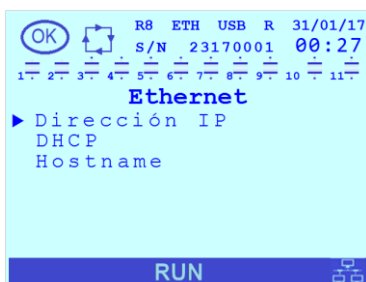 OK R8 ETH USB R 31/01/17
S/N 23170001 00:27
1 2 3 4 5 6 7 8 9 10 11
Ethernet
Dirección IP
DHCP
Hostname
RUN